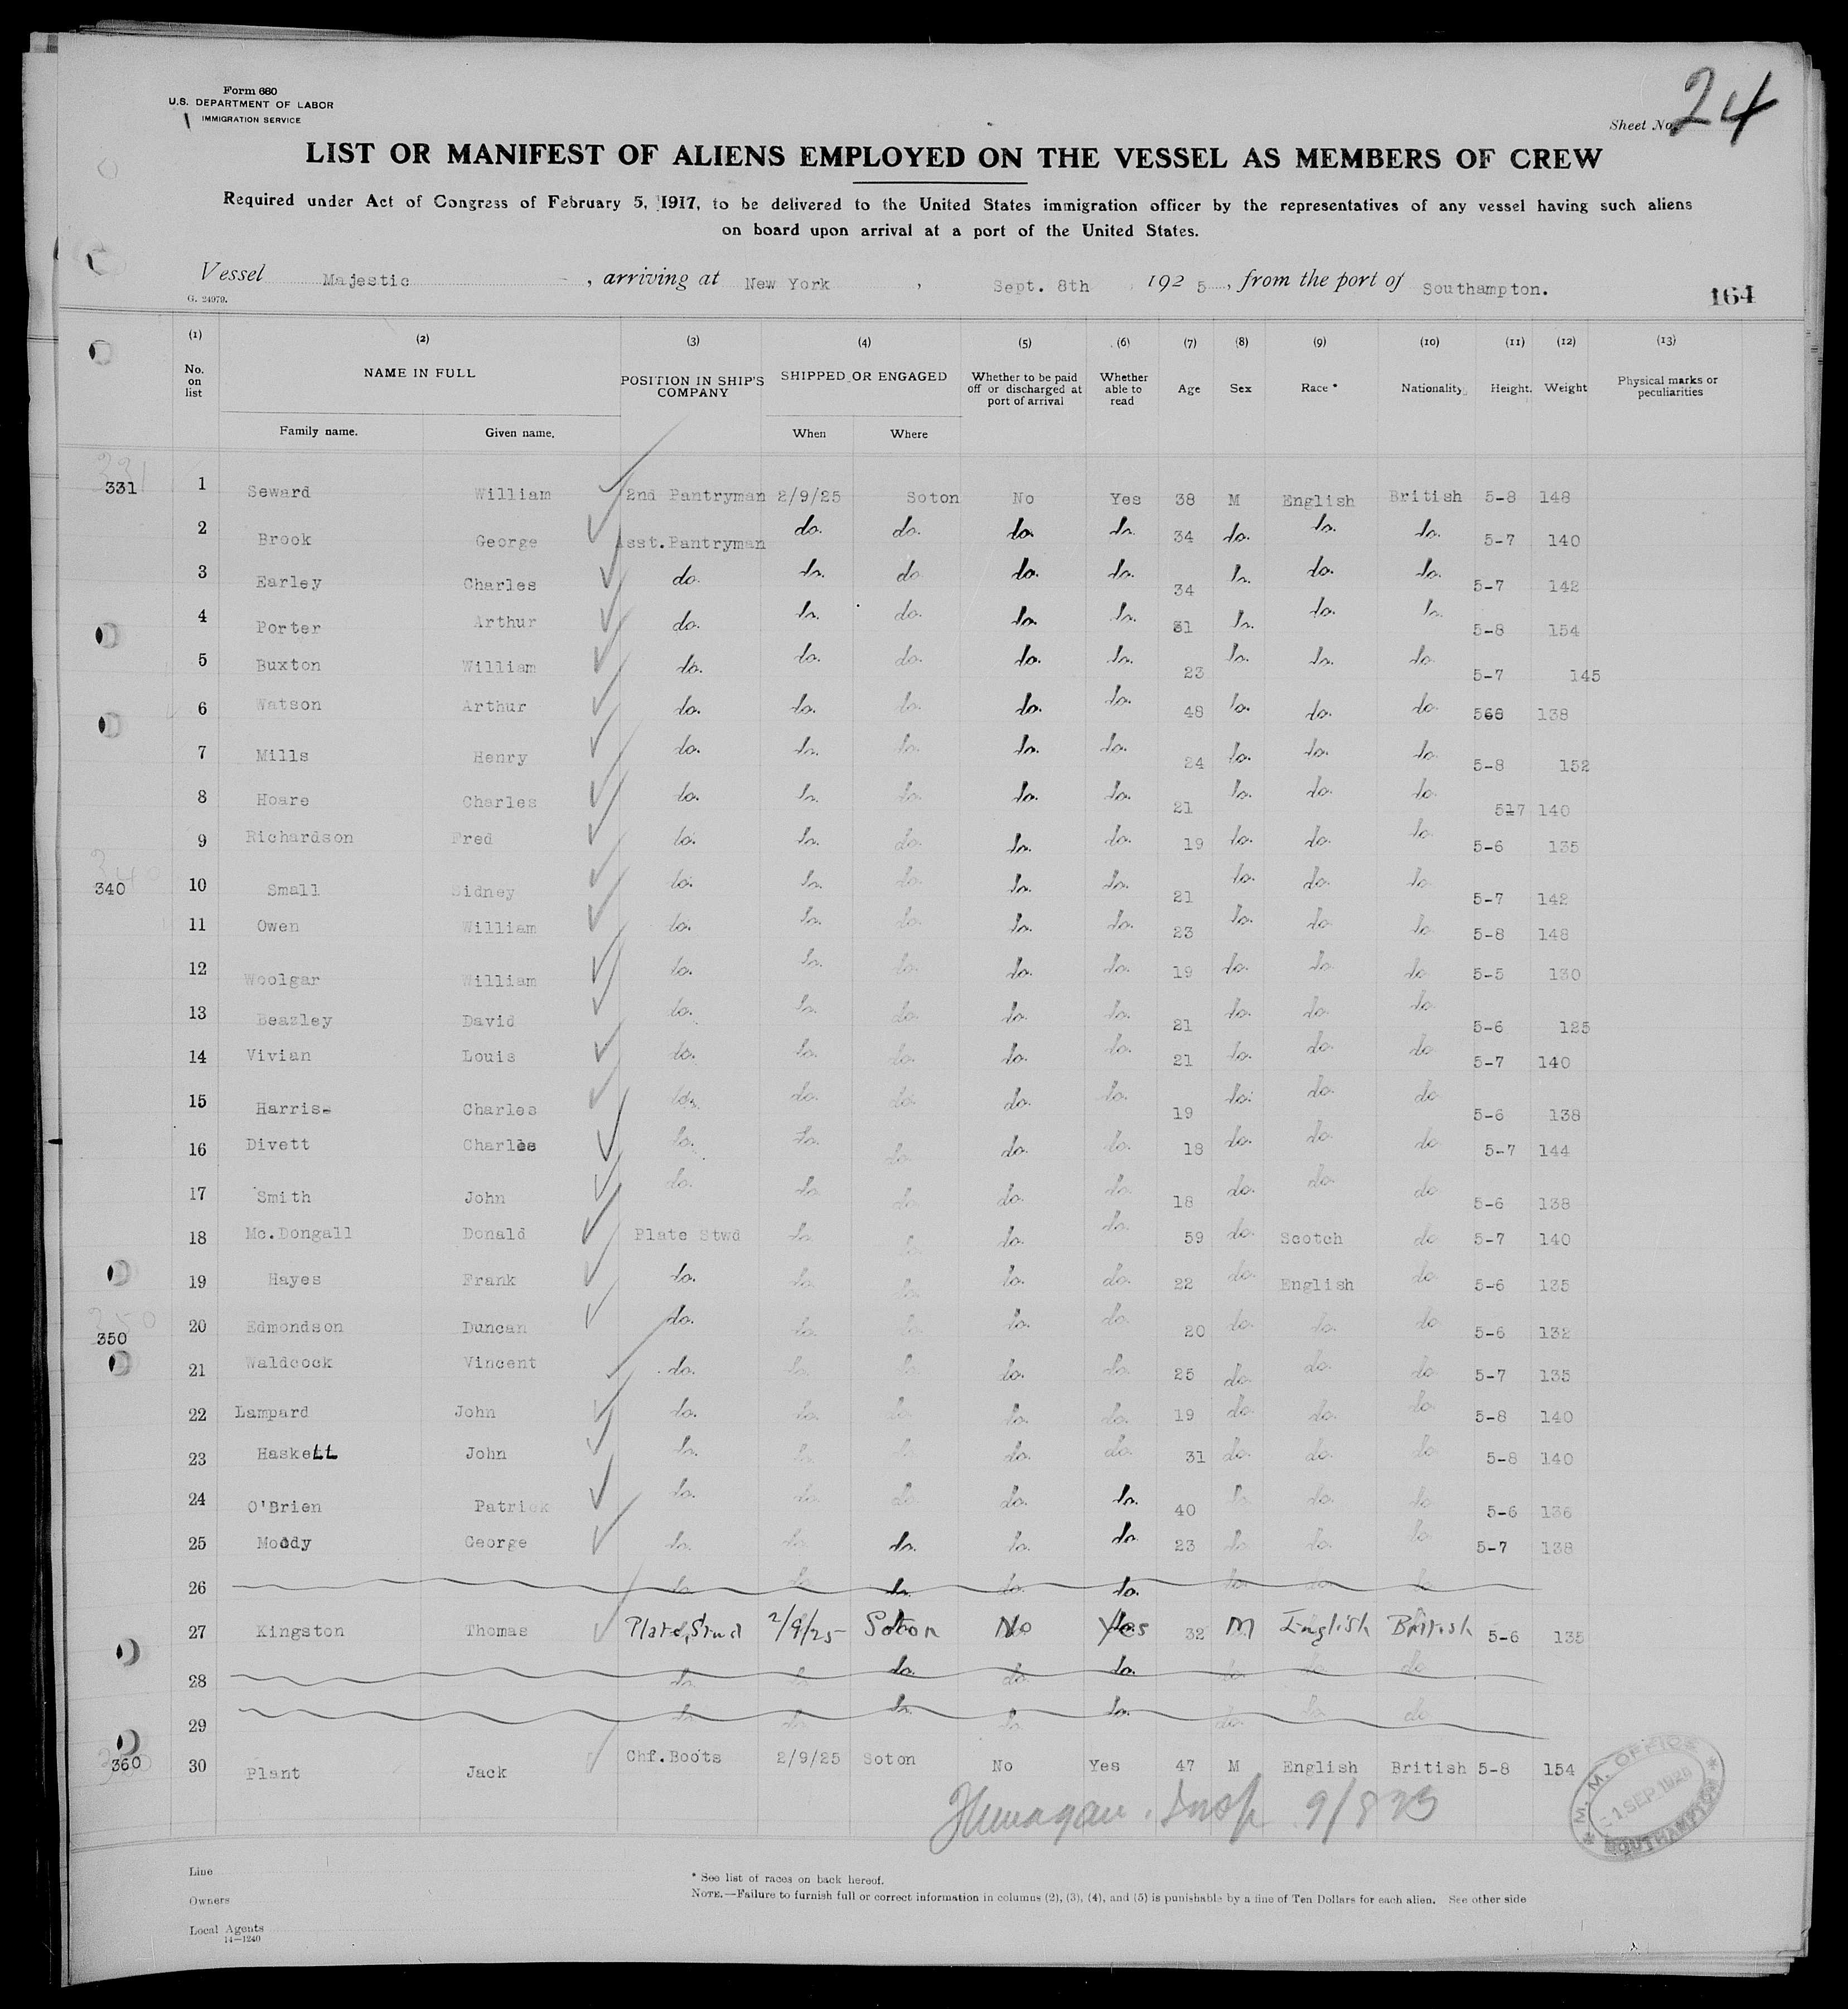 Form 680
U.S. DEPARTMENT OF LABOR
IMMIGRATION SERVICE
Sheet No. 24
LIST OR MANIFEST OF ALIENS EMPLOYED ON THE VESSEL AS MEMBERS OF CREW
Required under Act of Congress of February 5, 1917, to be delivered to the United States immigration officer by the representatives of any vessel having such aliens
on board upon arrival at a port of the United States.
Vessel Majestic, arriving at New York, Sept. 8th 1925, from the port of Southampton.
G. 24979.
164
(1) (2) (3) (4) (5) (6) (7) (8) (9) (10) (11) (12) (13)
No. on list NAME IN FULL POSITION IN SHIP'S COMPANY SHIPPED OR ENGAGED Whether to be paid off or discharged at port of arrival Whether able to read Age Sex Race * Nationality Height. Weight Physical marks or peculiarities
Family name. Given name. When Where
331 1 Seward William 2nd Pantryman 2/9/25 Soton No Yes 38 M English British 5-8 148
2 Brook George Asst.Pantryman do. do. do. do. 34 do. do. do. 5-7 140
3 Earley Charles do. do. do do. do. 34 do. do. do. 5-7 142
4 Porter Arthur do. do. do. do. do. 31 do. do. do. 5-8 154
5 Buxton William do. do. do. do. do. 23 do. do. do 5-7 145
6 Watson Arthur do. do. do. do. do. 48 do. do. do. 566 138
7 Mills Henry do. do. do. do. do. 24 do. do. do 5-8 152
8 Hoare Charles do. do. do. do. do. 21 do. do. do 517 140
9 Richardson Fred do. do. do. do. do. 19 do. do. do 5-6 135
340 10 Small Sidney do. do. do. do. do. 21 do. do. do 5-7 142
11 Owen William do. do. do. do. do. 23 do. do. do 5-8 148
12 Woolgar William do. do. do. do. do. 19 do. do. do 5-5 130
13 Beazley David do. do. do. do. do. 21 do. do. do 5-6 125
14 Vivian Louis do. do. do. do. do. 21 do. do. do 5-7 140
15 Harris- Charles do. do. do. do. do. 19 do. do. do 5-6 138
16 Divett Charles do. do. do. do. do. 18 do. do. do 5-7 144
17 Smith John do. do. do. do. do. 18 do. do. do 5-6 138
18 Mc.Dongall Donald Plate Stwd do. do. do. do. 59 do. Scotch do 5-7 140
19 Hayes Frank do. do. do. do. do. 22 do. English do 5-6 135
350 20 Edmondson Duncan do. do. do. do. do. 20 do. do. do 5-6 132
21 Waldcock Vincent do. do. do. do. do. 25 do. do. do 5-7 135
22 Lampard John do. do. do. do. do. 19 do. do. do 5-8 140
23 Haskell John do. do. do. do. do. 31 do. do. do 5-8 140
24 O'Brien Patrick do. do. do. do. do. 40 do. do. do 5-6 136
25 Moody George do. do. do. do. do. 23 do. do. do 5-7 138
26 do. do. do. do. do. do. do. do
27 Kingston Thomas Plate Stwd 2/9/25 Soton No Yes 32 M English British 5-6 135
28 do. do. do. do. do. do. do. do
29 do. do. do. do. do. do. do. do
360 30 Plant Jack Chf.Boots 2/9/25 Soton No Yes 47 M English British 5-8 154
Insp 9/8/25
M. M. OFFICE
-1 SEP 192
SOUTHAMPTON
Line
Owners
Local Agents
14—1240
* See list of races on back hereof.
NOTE.—Failure to furnish full or correct information in columns (2), (3), (4), and (5) is punishable by a fine of Ten Dollars for each alien. See other side